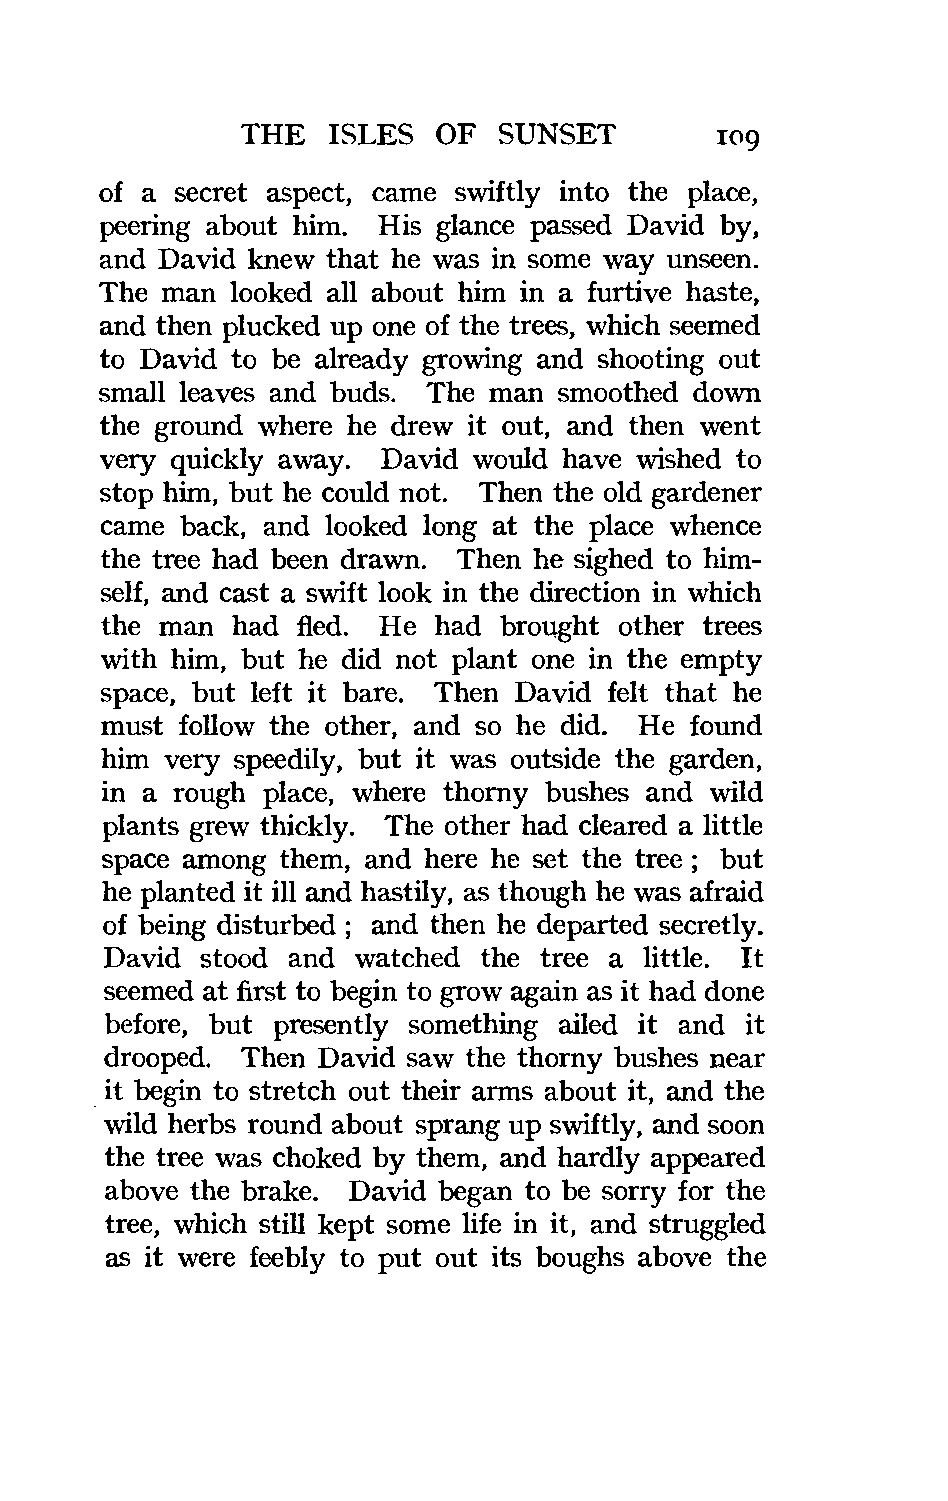 THE ISLES OF SUNSET 109
of a secret aspect, came swiftly into the place,
peering about him. His glance passed David by,
and David knew that he was in some way unseen.
The man looked all about him in a furtive haste,
and then plucked up one of the trees, which seemed
to David to be already growing and shooting out
small leaves and buds. The man smoothed down
the ground where he drew it out, and then went
very quickly away. David would have wished to
stop him, but he could not. Then the old gardener
came back, and looked long at the place whence
the tree had been drawn. Then he sighed to him-
self, and cast a swift look in the direction in which
the man had fled. He had brought other trees
with him, but he did not plant one in the empty
space, but left it bare. Then David felt that he
must follow the other, and so he did. He found
him very speedily, but it was outside the garden,
in a rough place, where thorny bushes and wild
plants grew thickly. The other had cleared a little
space among them, and here he set the tree ; but
he planted it ill and hastily, as though he was afraid
of being disturbed ; and then he departed secretly.
David stood and watched the tree a little. It
seemed at first to begin to grow again as it had done
before, but presently something ailed it and it
drooped. Then David saw the thorny bushes near
it begin to stretch out their arms about it, and the
wild herbs round about sprang up swiftly, and soon
the tree was choked by them, and hardly appeared
above the brake. David began to be sorry for the
tree, which still kept some life in it, and struggled
as it were feebly to put out its boughs above the